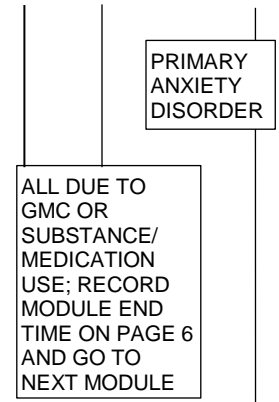 PRIMARY
ANXIETY
DISORDER
ALL DUE TO
GMC OR
SUBSTANCE/
MEDICATION
USE; RECORD
MODULE END
TIME ON PAGE 6
AND GO TO
NEXT MODULE